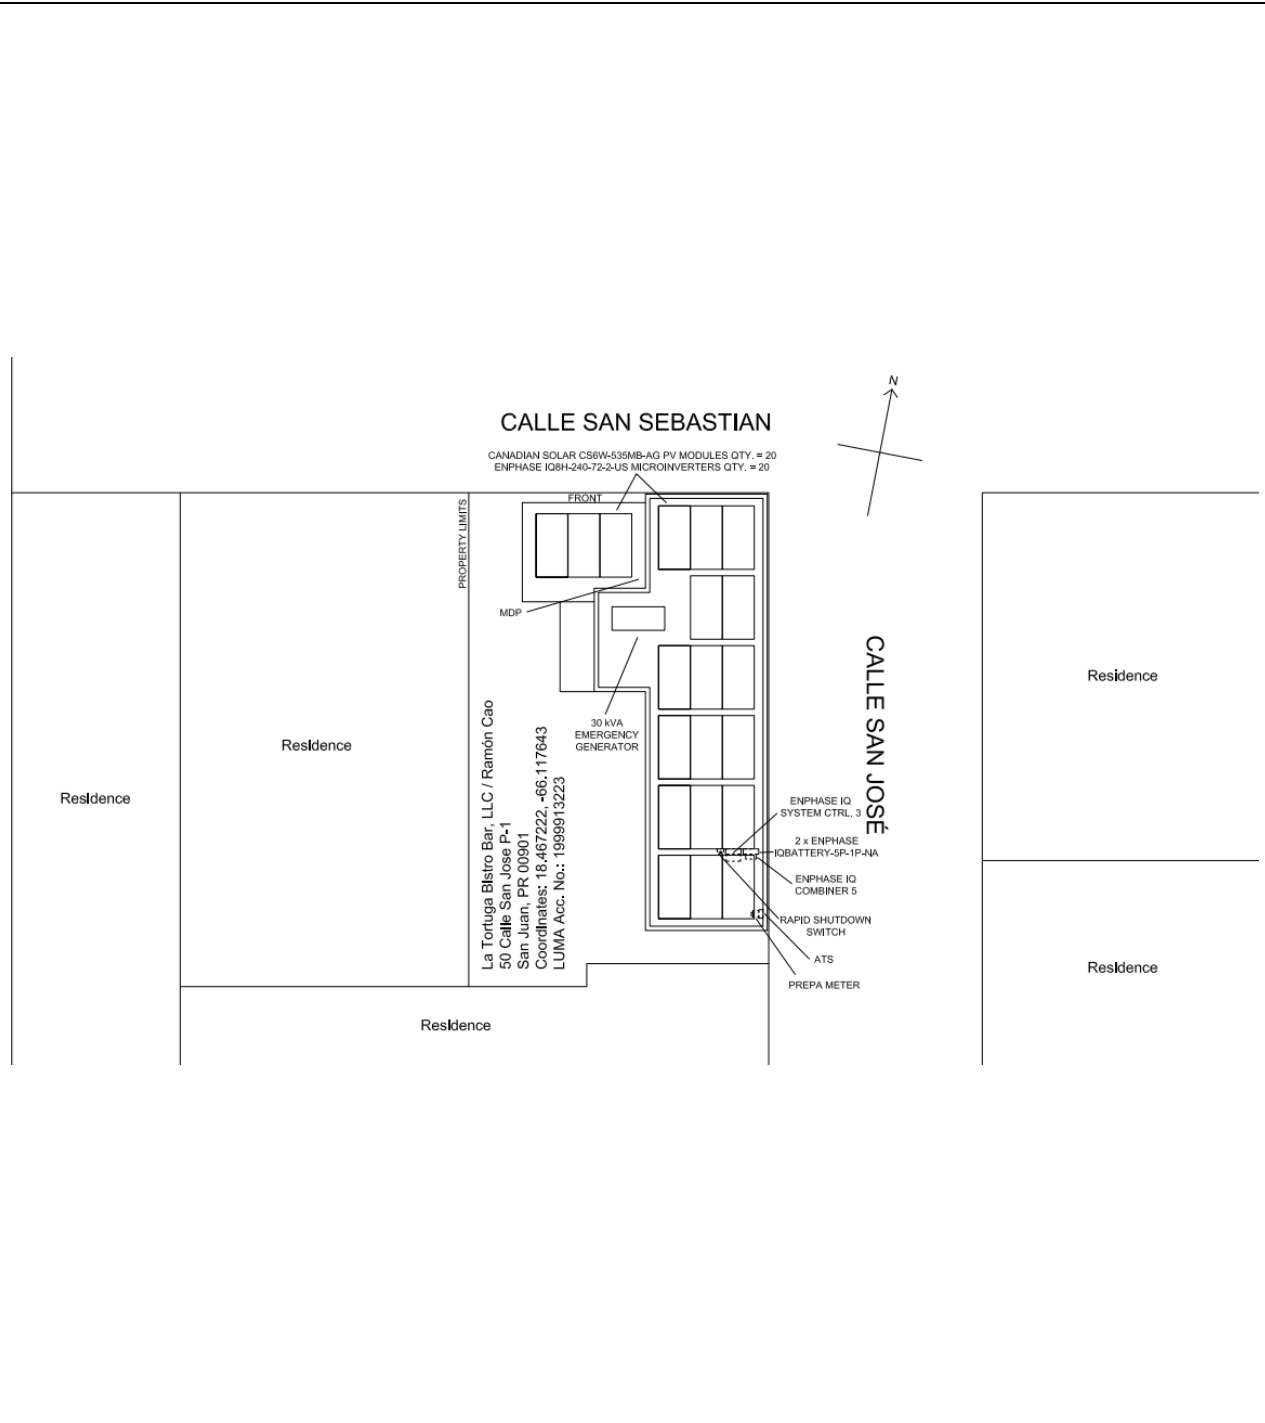 N
CALLE SAN SEBASTIAN
CANADIAN SOLAR CS6W-535MB-AG PV MODULES QTY. = 20
ENPHASE IQ8H-240-72-2-US MICROINVERTERS QTY. = 20
FRONT
PROPERTY LIMITS
MDP
30 kVA
EMERGENCY
GENERATOR
La Tortuga Bistro Bar, LLC / Ramón Cao
50 Calle San Jose P-1
San Juan, PR 00901
Coordinates: 18.467222, -66.117643
LUMA Acc. No.: 1999913223
CALLE SAN JOSÉ
Residence
Residence
Residence
Residence
Residence
ENPHASE IQ
SYSTEM CTRL. 3
2 x ENPHASE
IQBATTERY-5P-1P-NA
ENPHASE IQ
COMBINER 5
RAPID SHUTDOWN
SWITCH
ATS
PREPA METER